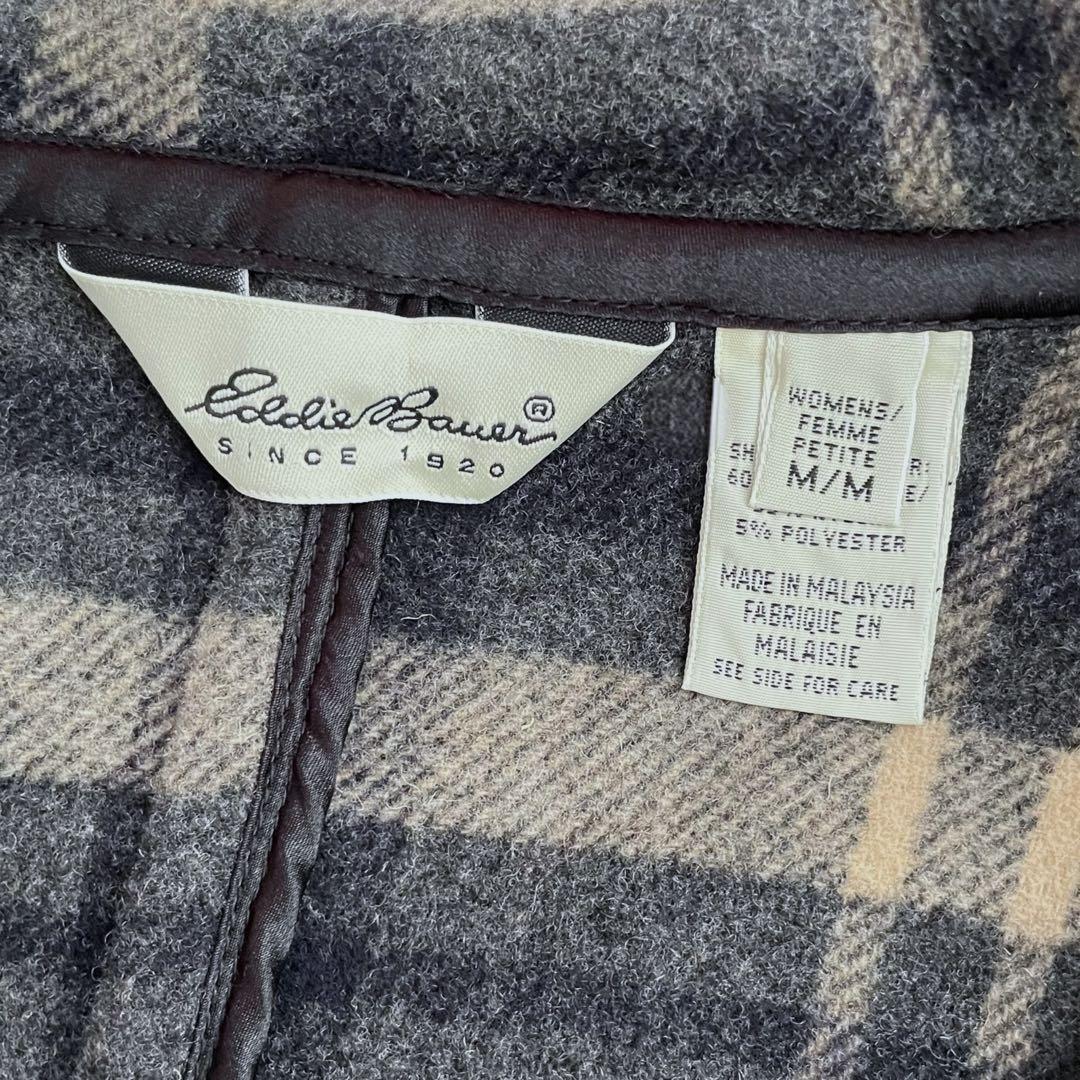 Eddie Bauer ®
SINCE 1920
WOMENS/
FEMME
PETITE
M/M
5% POLYESTER
MADE IN MALAYSIA
FABRIQUE EN
MALAISIE
SEE SIDE FOR CARE